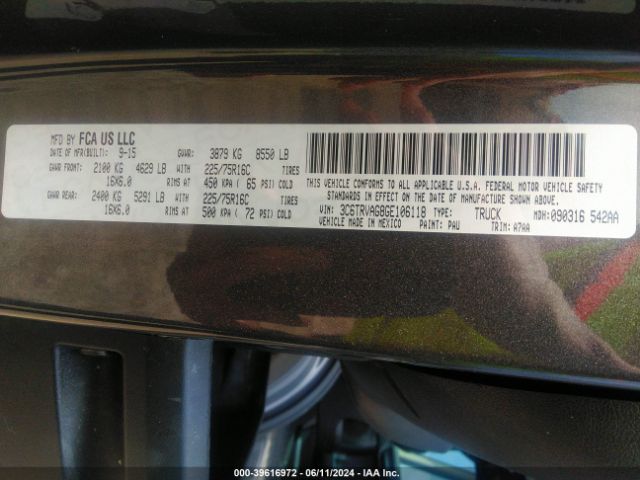 MFD BY FCA US LLC
DATE OF MFR(BUILT): 9-15 GVWR: 3879 KG 8550 LB
GAWR FRONT: 2100 KG 4629 LB 225/75R16C TIRES
16X6.0 RIMS AT 450 KPA ( 65 PSI) COLD
GAWR REAR: 2400 KG 5291 LB 225/75R16C TIRES
16X6.0 RIMS AT 500 KPA ( 72 PSI) COLD
THIS VEHICLE CONFORMS TO ALL APPLICABLE U.S.A. FEDERAL MOTOR VEHICLE SAFETY
STANDARDS IN EFFECT ON THE DATE OF MANUFACTURE SHOWN ABOVE.
VIN: 3C6TRVAG8GE106118 TYPE: TRUCK MDH:090316 542AA
VEHICLE MADE IN MEXICO PAINT: PAU TRIM: A7AA
000-39616972 - 06/11/2024 - IAA Inc.